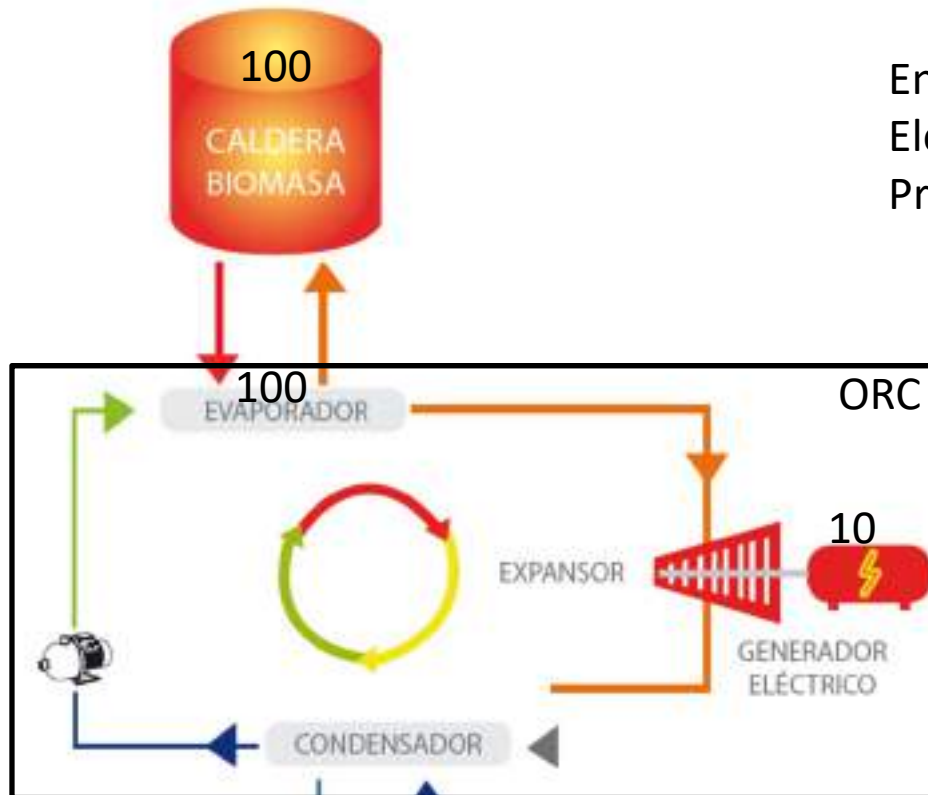 100
CALDERA
BIOMASA
100
EVAPORADOR
ORC
10
EXPANSOR
GENERADOR
ELÉCTRICO
CONDENSADOR